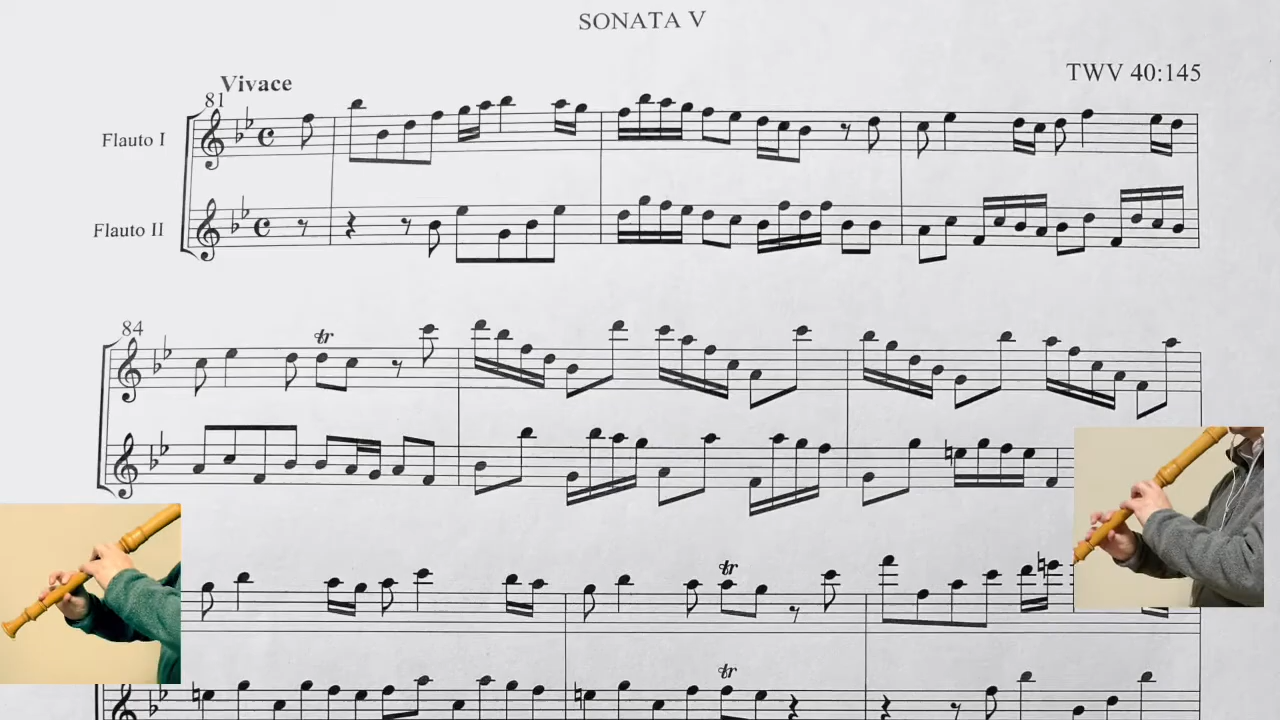 SONATA V
TWV 40:145
Vivace
81
Flauto I
Flauto II
84
tr
tr
tr